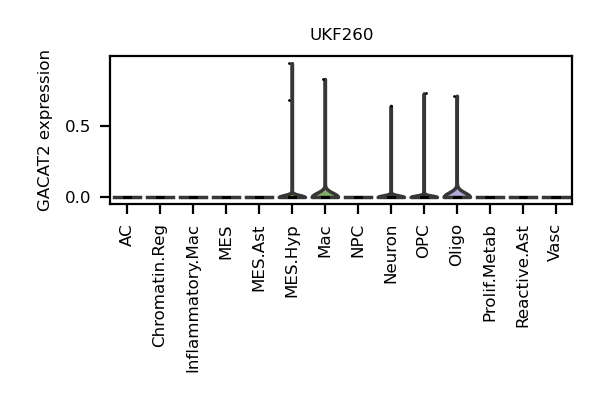 UKF260
GACAT2 expression
0.5
0.0
AC
Chromatin.Reg
Inflammatory.Mac
MES
MES.Ast
MES.Hyp
Mac
NPC
Neuron
OPC
Oligo
Prolif.Metab
Reactive.Ast
Vasc